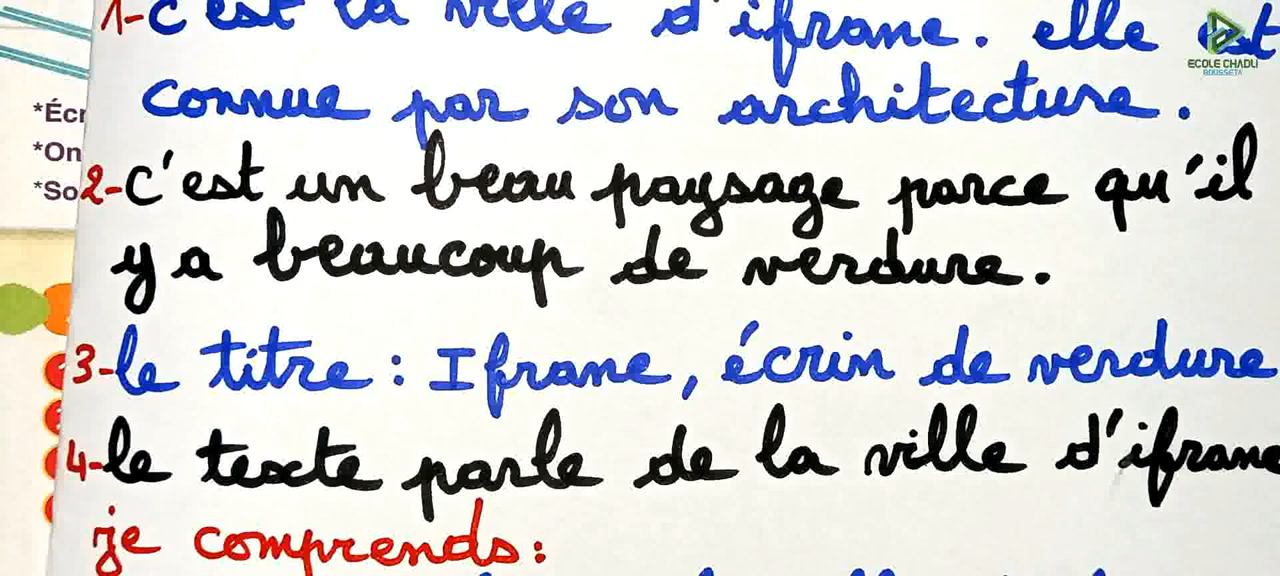 1-c'est la ville d'ifrane. elle est
connue par son architecture.
2-c'est un beau paysage parce qu'il
y a beaucoup de verdure.
3-le titre : Ifrane, écrin de verdure
4-le texte parle de la ville d'ifrane
je comprends:
*Écr
*On
*So
ECOLE CHADLI
BOUSSETA